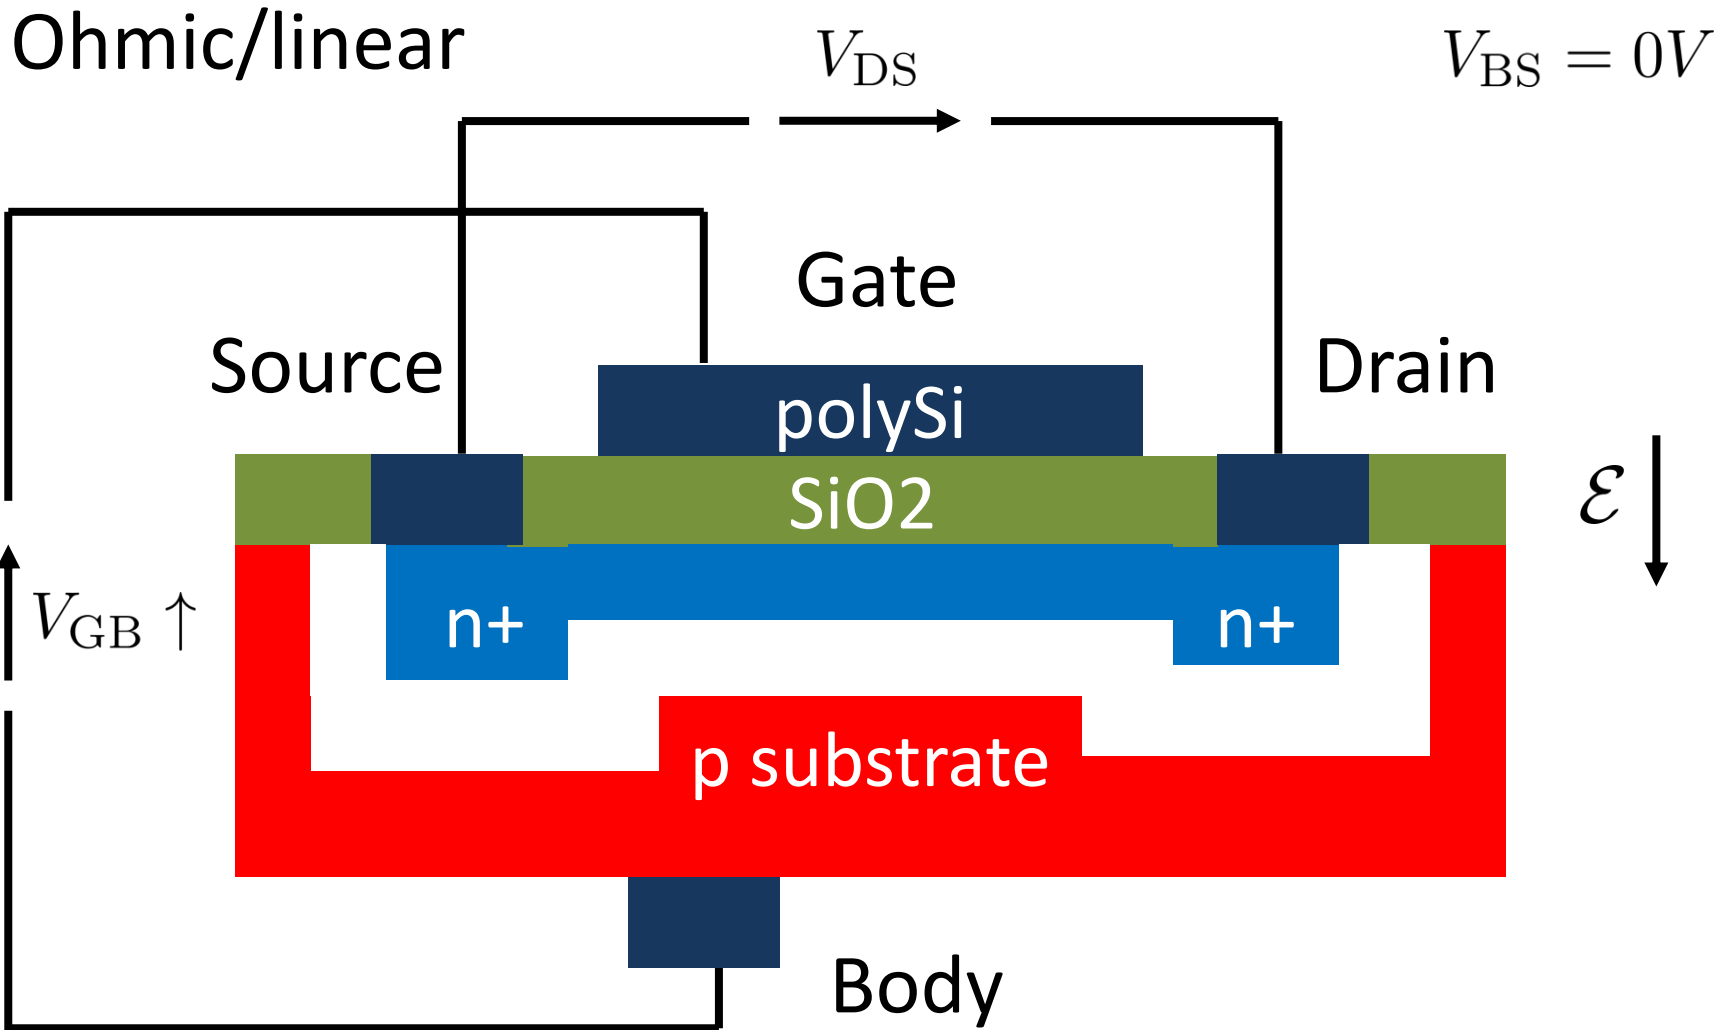 Ohmic/linear
V_DS
V_BS = 0V
Gate
Source
Drain
polySi
SiO2
ℰ
V_GB ↑
n+
n+
p substrate
Body